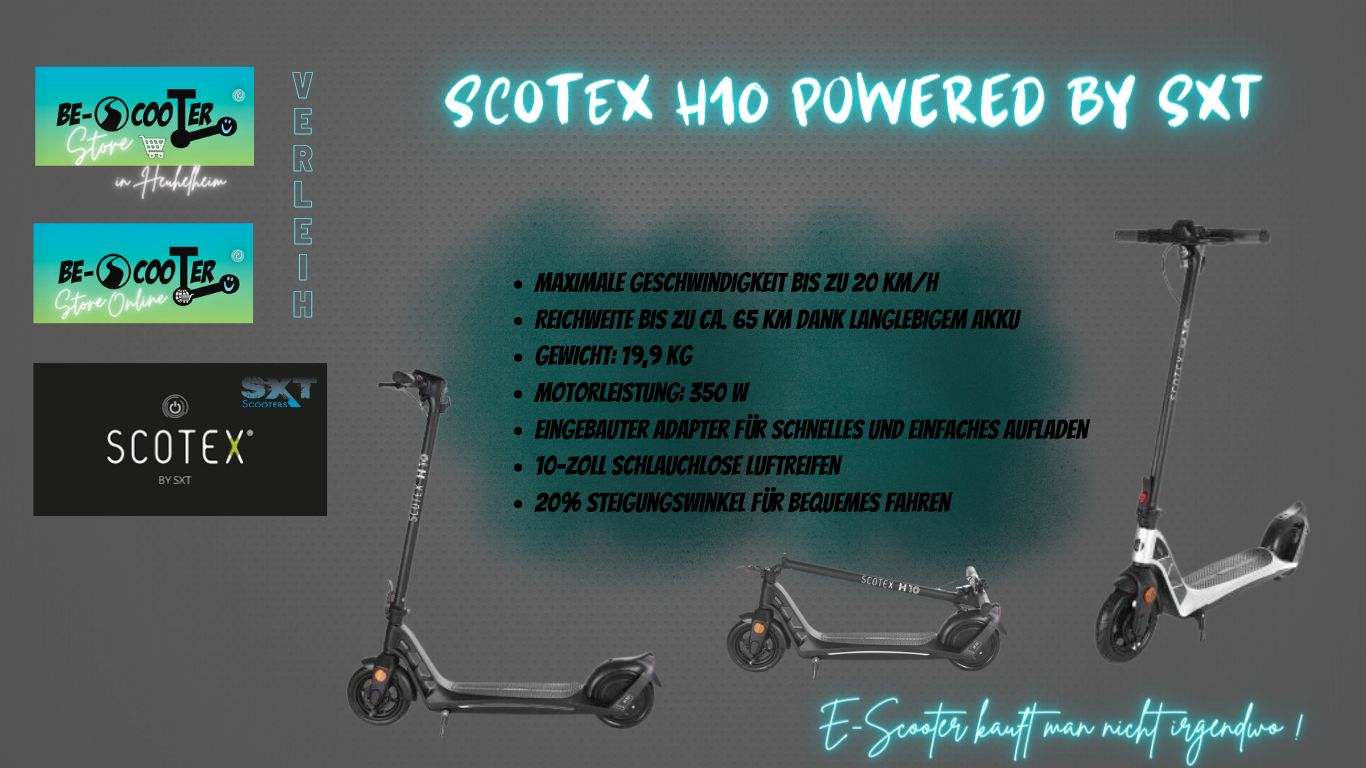 SCOTEX H10 POWERED BY SXT
BE-SCOOTER
Store
in Heuhelheim
BE-SCOOTER
Store Online
VERLEIH
SXT
SCOOTERS
SCOTEX®
BY SXT
• MAXIMALE GESCHWINDIGKEIT BIS ZU 20 KM/H
• REICHWEITE BIS ZU CA. 65 KM DANK LANGLEBIGEM AKKU
• GEWICHT: 19,9 KG
• MOTORLEISTUNG: 350 W
• EINGEBAUTER ADAPTER FÜR SCHNELLES UND EINFACHES AUFLADEN
• 10-ZOLL SCHLAUCHLOSE LUFTREIFEN
• 20% STEIGUNGSWINKEL FÜR BEQUEMES FAHREN
SCOTEX H10
SCOTEX H10
SCOTEX H10
E-Scooter kauft man nicht irgendwo !